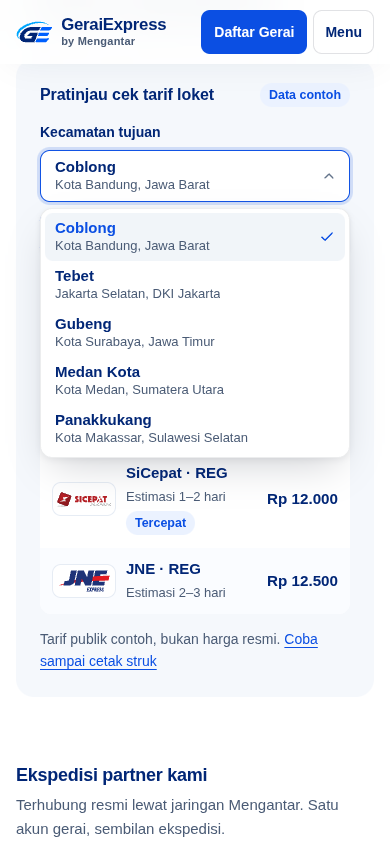 GeraiExpress
by Mengantar
Daftar Gerai
Menu
Pratinjau cek tarif loket
Data contoh
Kecamatan tujuan
Coblong
Kota Bandung, Jawa Barat
Coblong
Kota Bandung, Jawa Barat
Tebet
Jakarta Selatan, DKI Jakarta
Gubeng
Kota Surabaya, Jawa Timur
Medan Kota
Kota Medan, Sumatera Utara
Panakkukang
Kota Makassar, Sulawesi Selatan
SICEPAT
SiCepat · REG
Estimasi 1–2 hari
Tercepat
Rp 12.000
JNE
EXPRESS
JNE · REG
Estimasi 2–3 hari
Rp 12.500
Tarif publik contoh, bukan harga resmi. Coba
sampai cetak struk
Ekspedisi partner kami
Terhubung resmi lewat jaringan Mengantar. Satu
akun gerai, sembilan ekspedisi.